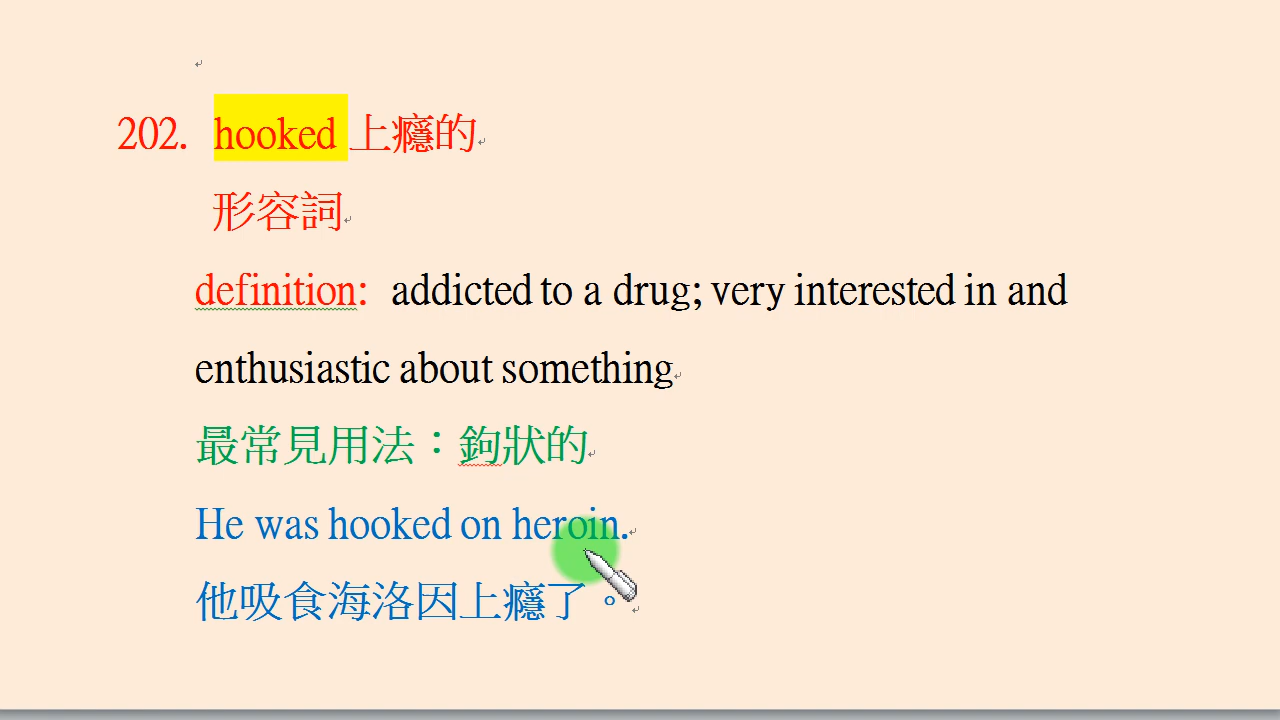 202. hooked 上癮的
形容詞
definition: addicted to a drug; very interested in and
enthusiastic about something
最常見用法：鉤狀的
He was hooked on heroin.
他吸食海洛因上癮了。